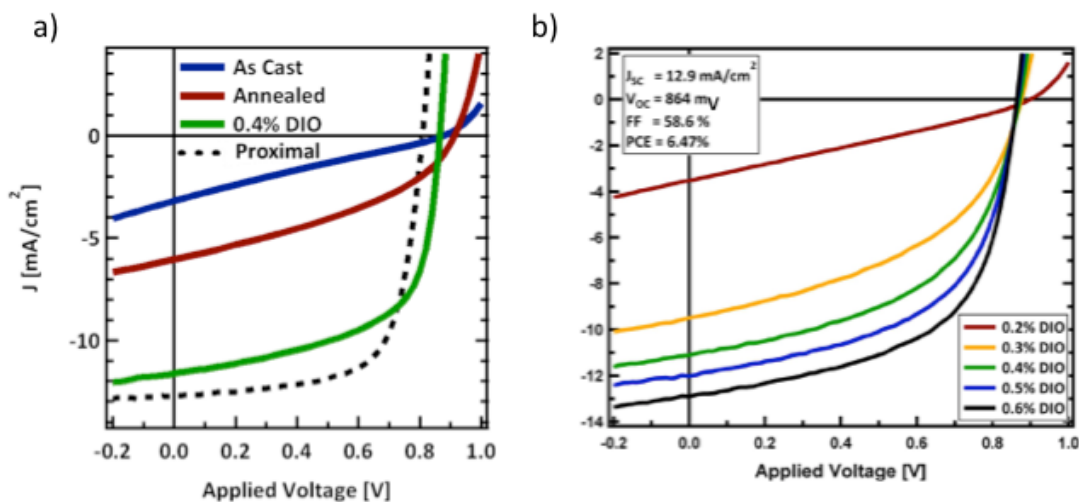 a)
As Cast
Annealed
0.4% DIO
Proximal
0
-5
-10
J [mA/cm2]
-0.2 0.0 0.2 0.4 0.6 0.8 1.0
Applied Voltage [V]
b)
JSC = 12.9 mA/cm2
VOC = 864 mV
FF = 58.6 %
PCE = 6.47%
2
0
-2
-4
-6
-8
-10
-12
-14
0.2% DIO
0.3% DIO
0.4% DIO
0.5% DIO
0.6% DIO
-0.2 0.0 0.2 0.4 0.6 0.8 1.0
Applied Voltage [V]